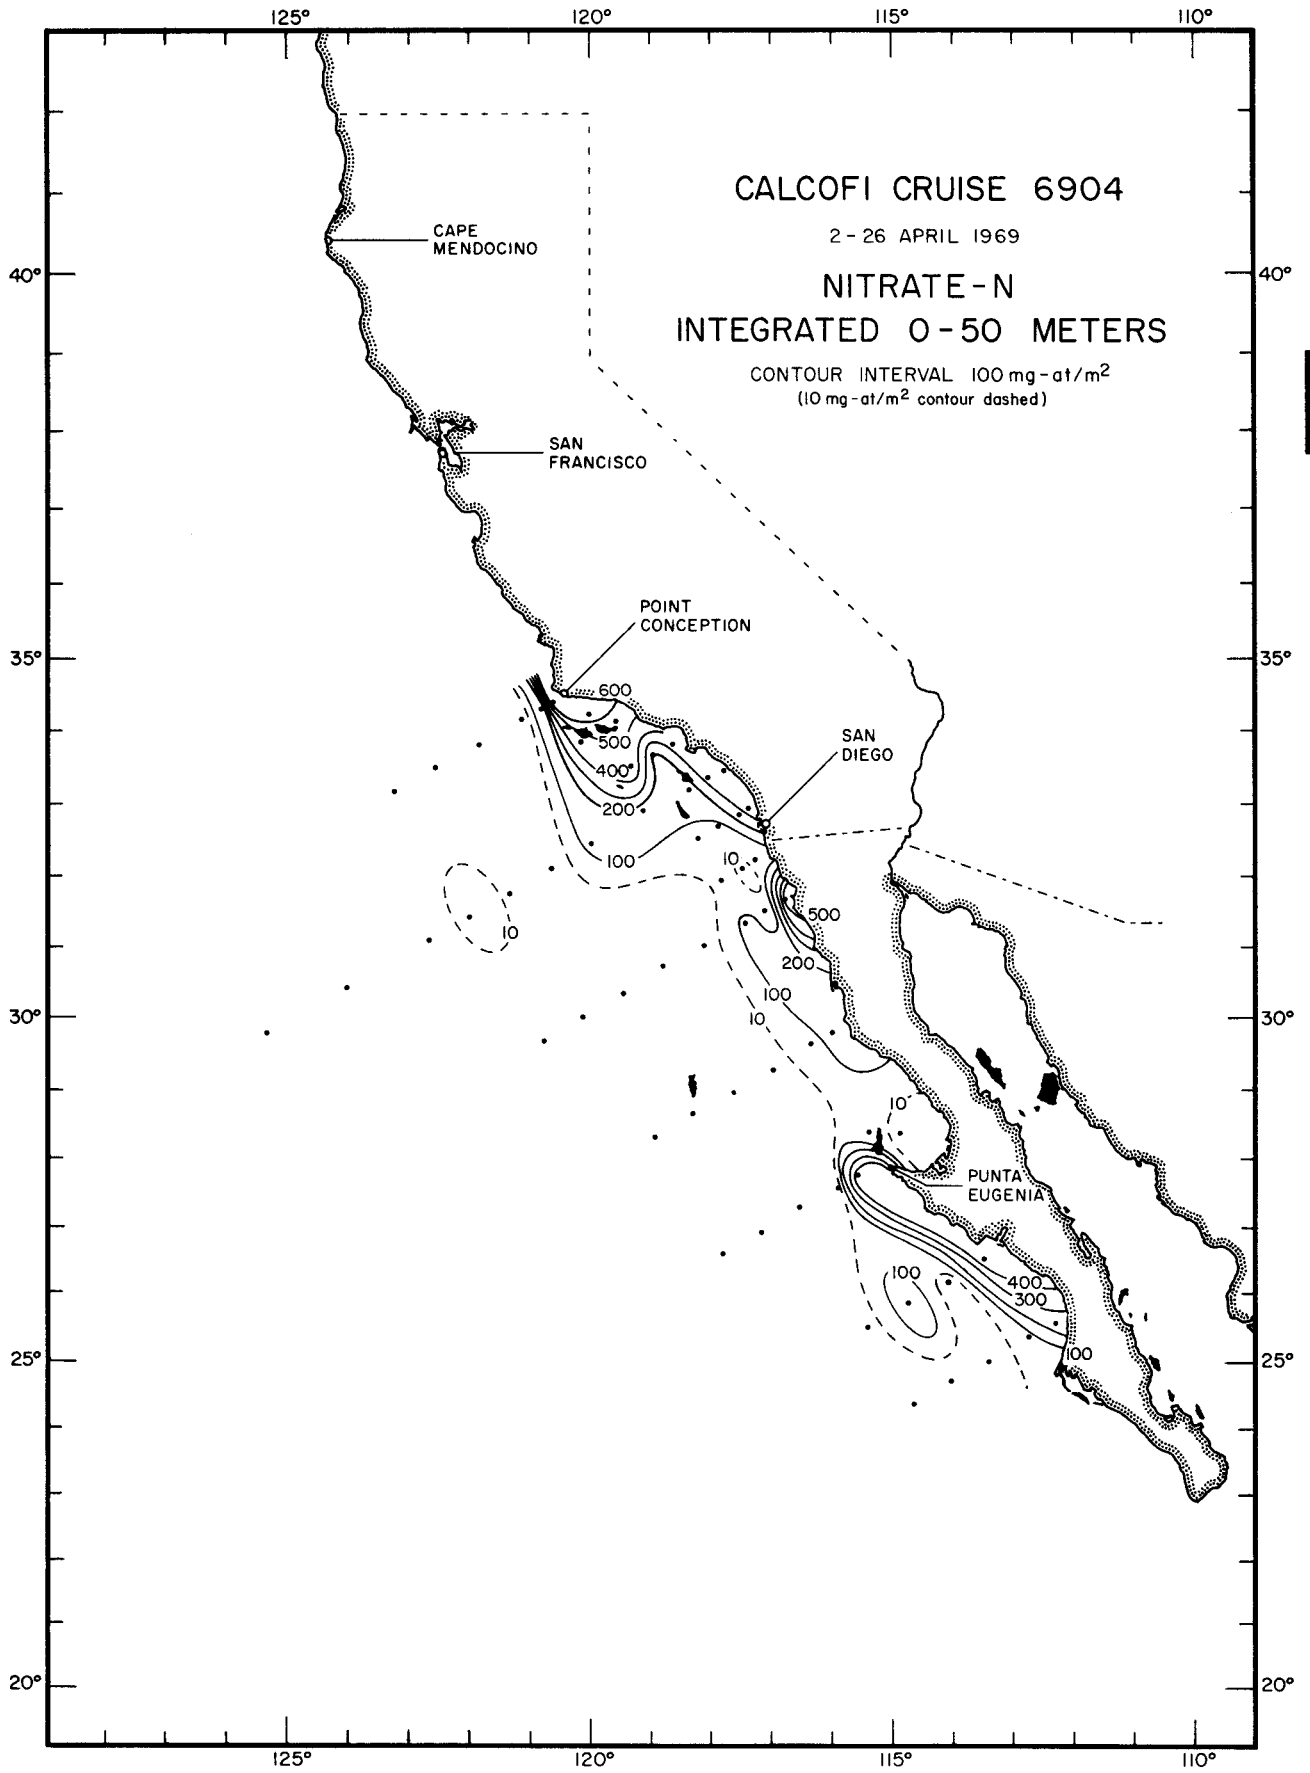 125° 120° 115° 110°
CALCOFI CRUISE 6904
2-26 APRIL 1969
NITRATE-N
INTEGRATED 0-50 METERS
CONTOUR INTERVAL 100 mg-at/m²
(10 mg-at/m² contour dashed)
CAPE
MENDOCINO
40° 40°
SAN
FRANCISCO
POINT
CONCEPTION
35° 35°
600
500
400
200
100
SAN
DIEGO
10
10
500
200
100
10
30° 30°
10
PUNTA
EUGENIA
100
400
300
100
25° 25°
20° 20°
125° 120° 115° 110°